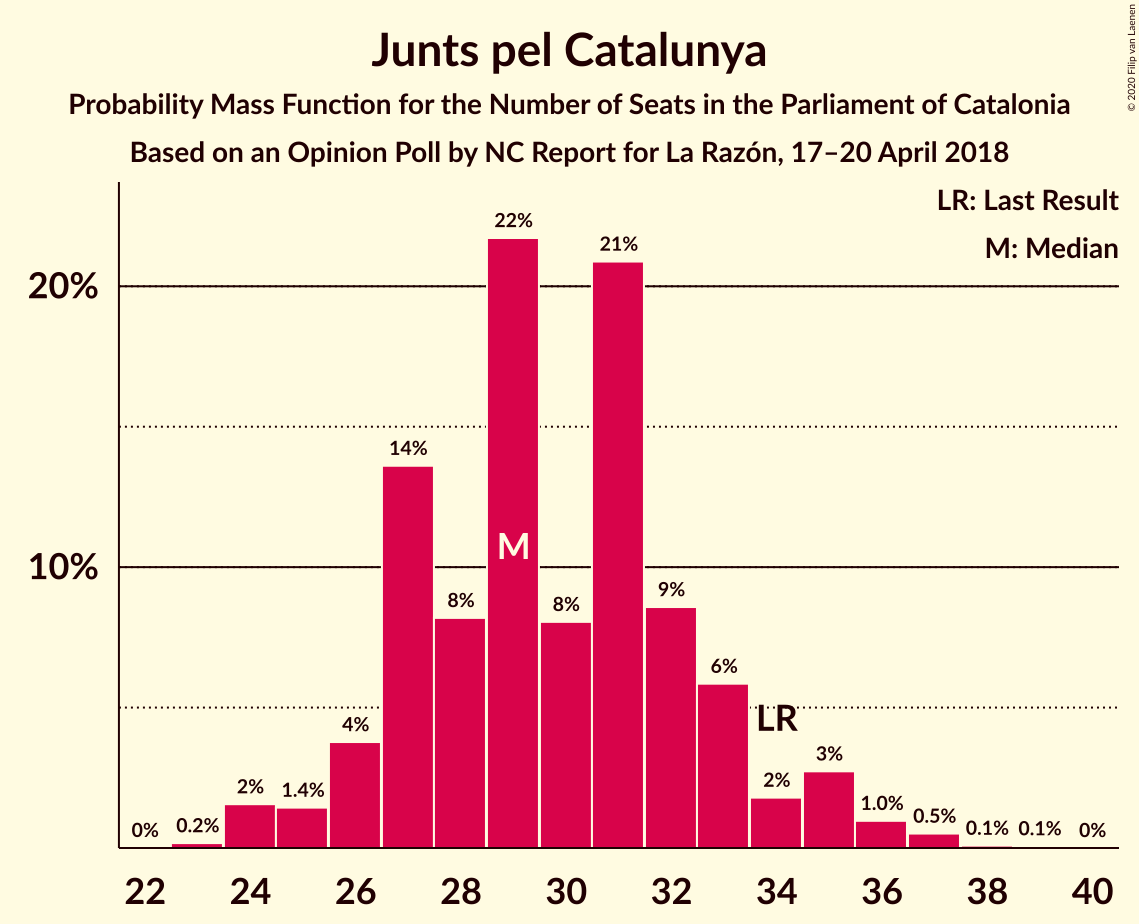 Junts pel Catalunya
Probability Mass Function for the Number of Seats in the Parliament of Catalonia
Based on an Opinion Poll by NC Report for La Razón, 17–20 April 2018
© 2020 Filip van Laenen
LR: Last Result
M: Median
20%
10%
0%
0.2%
2%
1.4%
4%
14%
8%
22%
8%
21%
9%
6%
2%
3%
1.0%
0.5%
0.1%
0.1%
0%
M
LR
22 24 26 28 30 32 34 36 38 40